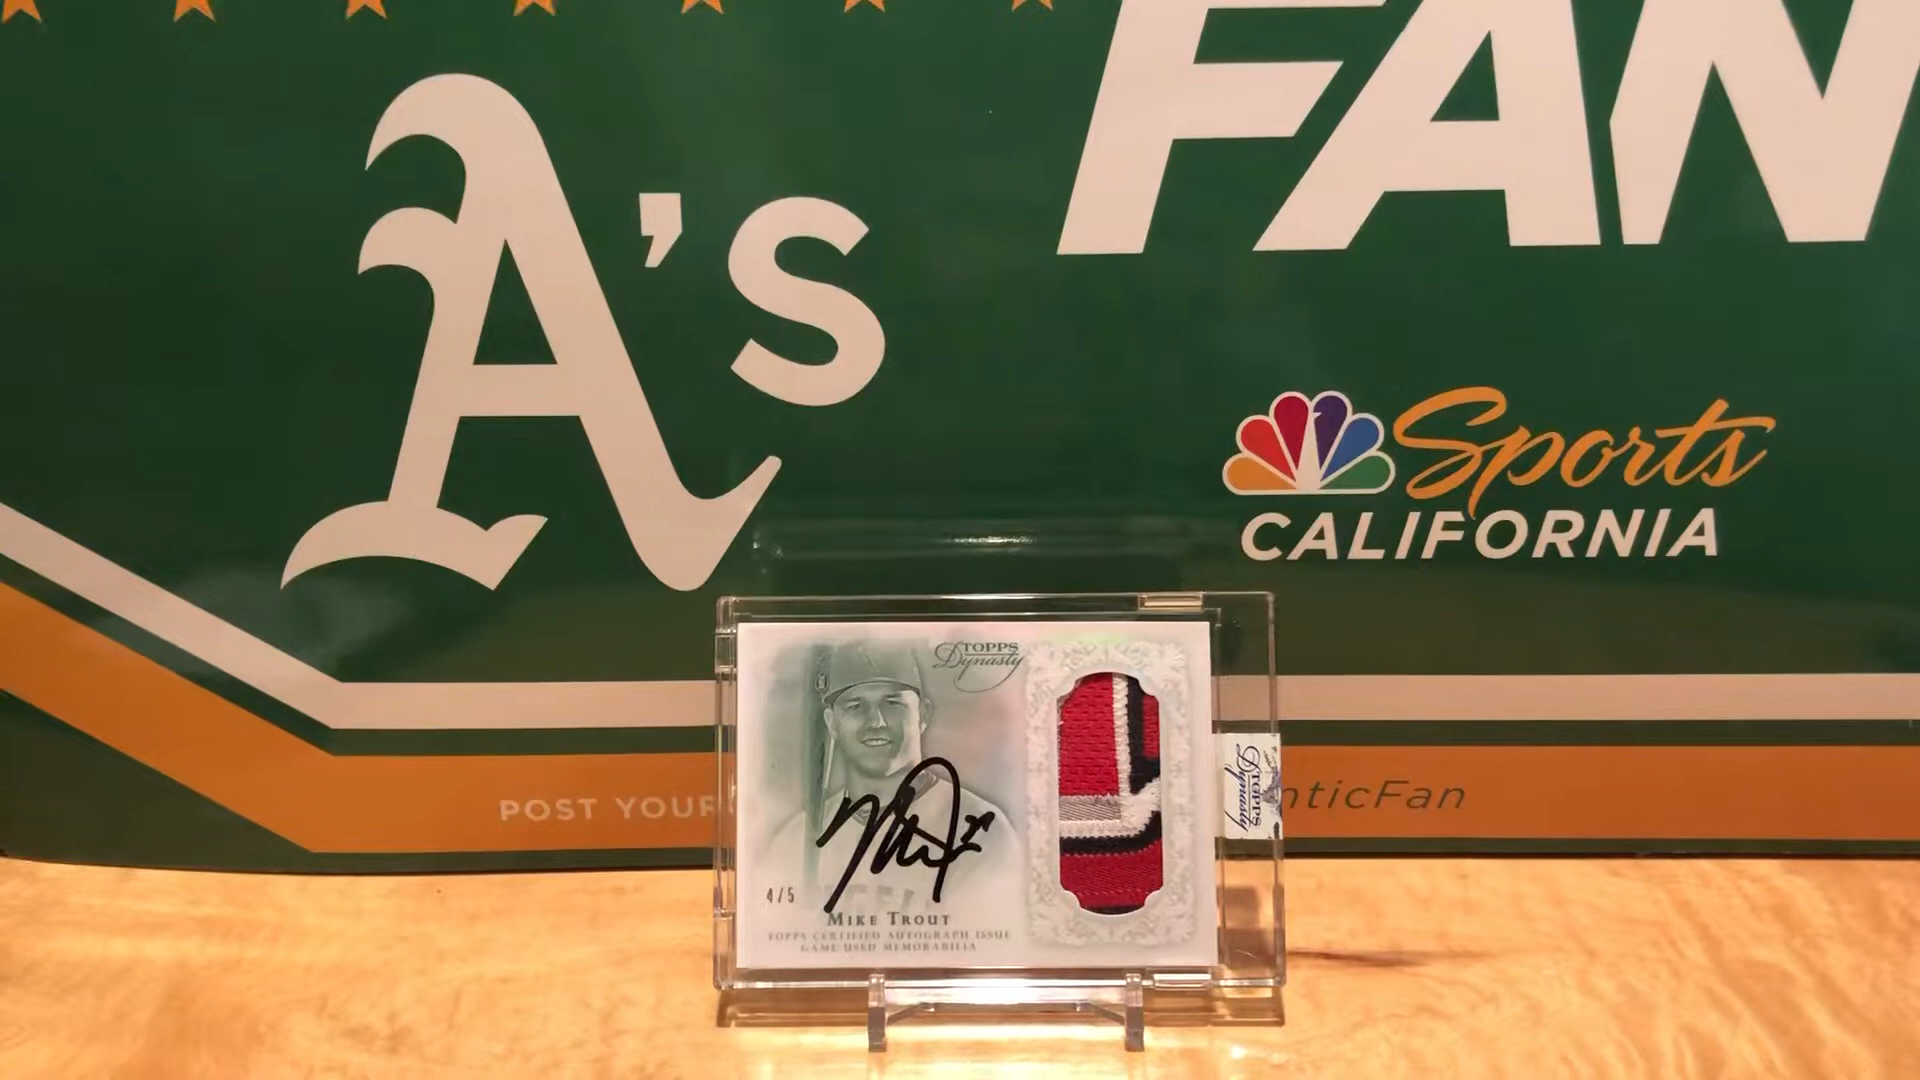 A's
FAN
Sports
CALIFORNIA
POST YOUR
nticFan
TOPPS
Dynasty
TOPPS
Dynasty
4/5
MIKE TROUT
TOPPS CERTIFIED AUTOGRAPH ISSUE
GAME USED MEMORABILIA